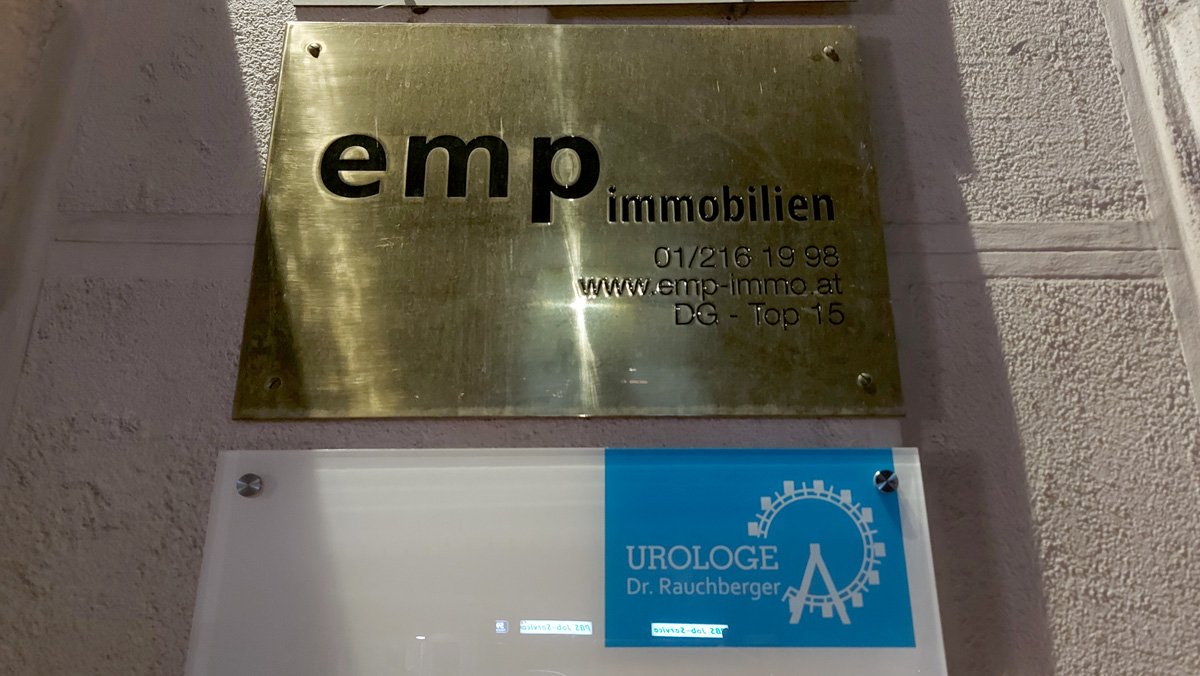 emp immobilien
01/216 19 98
www.emp-immo.at
DG - Top 15
UROLOGE
Dr. Rauchberger